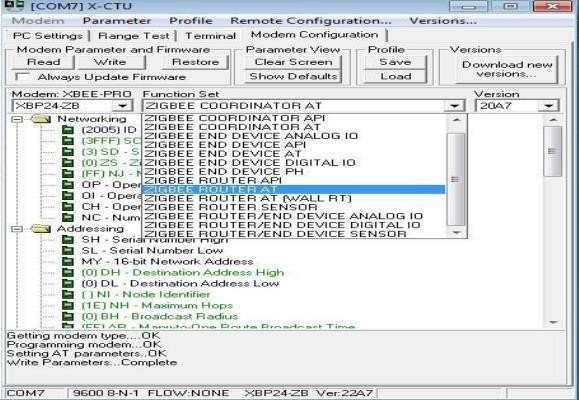 [COM7] X-CTU
Modem Parameter Profile Remote Configuration... Versions...
PC Settings Range Test Terminal Modem Configuration
Modem Parameter and Firmware Parameter View Profile Versions
Read Write Restore Clear Screen Save Download new versions...
Always Update Firmware Show Defaults Load
Modem: XBEE-PRO Function Set Version
XBP24-ZB ZIGBEE COORDINATOR AT 20A7
Networking
(2005) ID
(3FFF) SC
(3) SD - S
(0) ZS - Zi
(FF) NJ - N
OP - Oper
OI - Opera
CH - Oper
NC - Num
ZIGBEE COORDINATOR API
ZIGBEE COORDINATOR AT
ZIGBEE END DEVICE ANALOG IO
ZIGBEE END DEVICE API
ZIGBEE END DEVICE AT
ZIGBEE END DEVICE DIGITAL IO
ZIGBEE END DEVICE PH
ZIGBEE ROUTER API
ZIGBEE ROUTER AT
ZIGBEE ROUTER AT (WALL RT)
ZIGBEE ROUTER SENSOR
ZIGBEE ROUTER/END DEVICE ANALOG IO
ZIGBEE ROUTER/END DEVICE DIGITAL IO
ZIGBEE ROUTER/END DEVICE SENSOR
Addressing
SH - Serial Number High
SL - Serial Number Low
MY - 16-bit Network Address
(0) DH - Destination Address High
(0) DL - Destination Address Low
( ) NI - Node Identifier
(1E) NH - Maximum Hops
(0) BH - Broadcast Radius
(FF) AR - Many-to-One Route Broadcast Time
Getting modem type....OK
Programming modem..OK
Setting AT parameters..OK
Write Parameters...Complete
COM7 9600 8-N-1 FLOW:NONE XBP24-ZB Ver:22A7